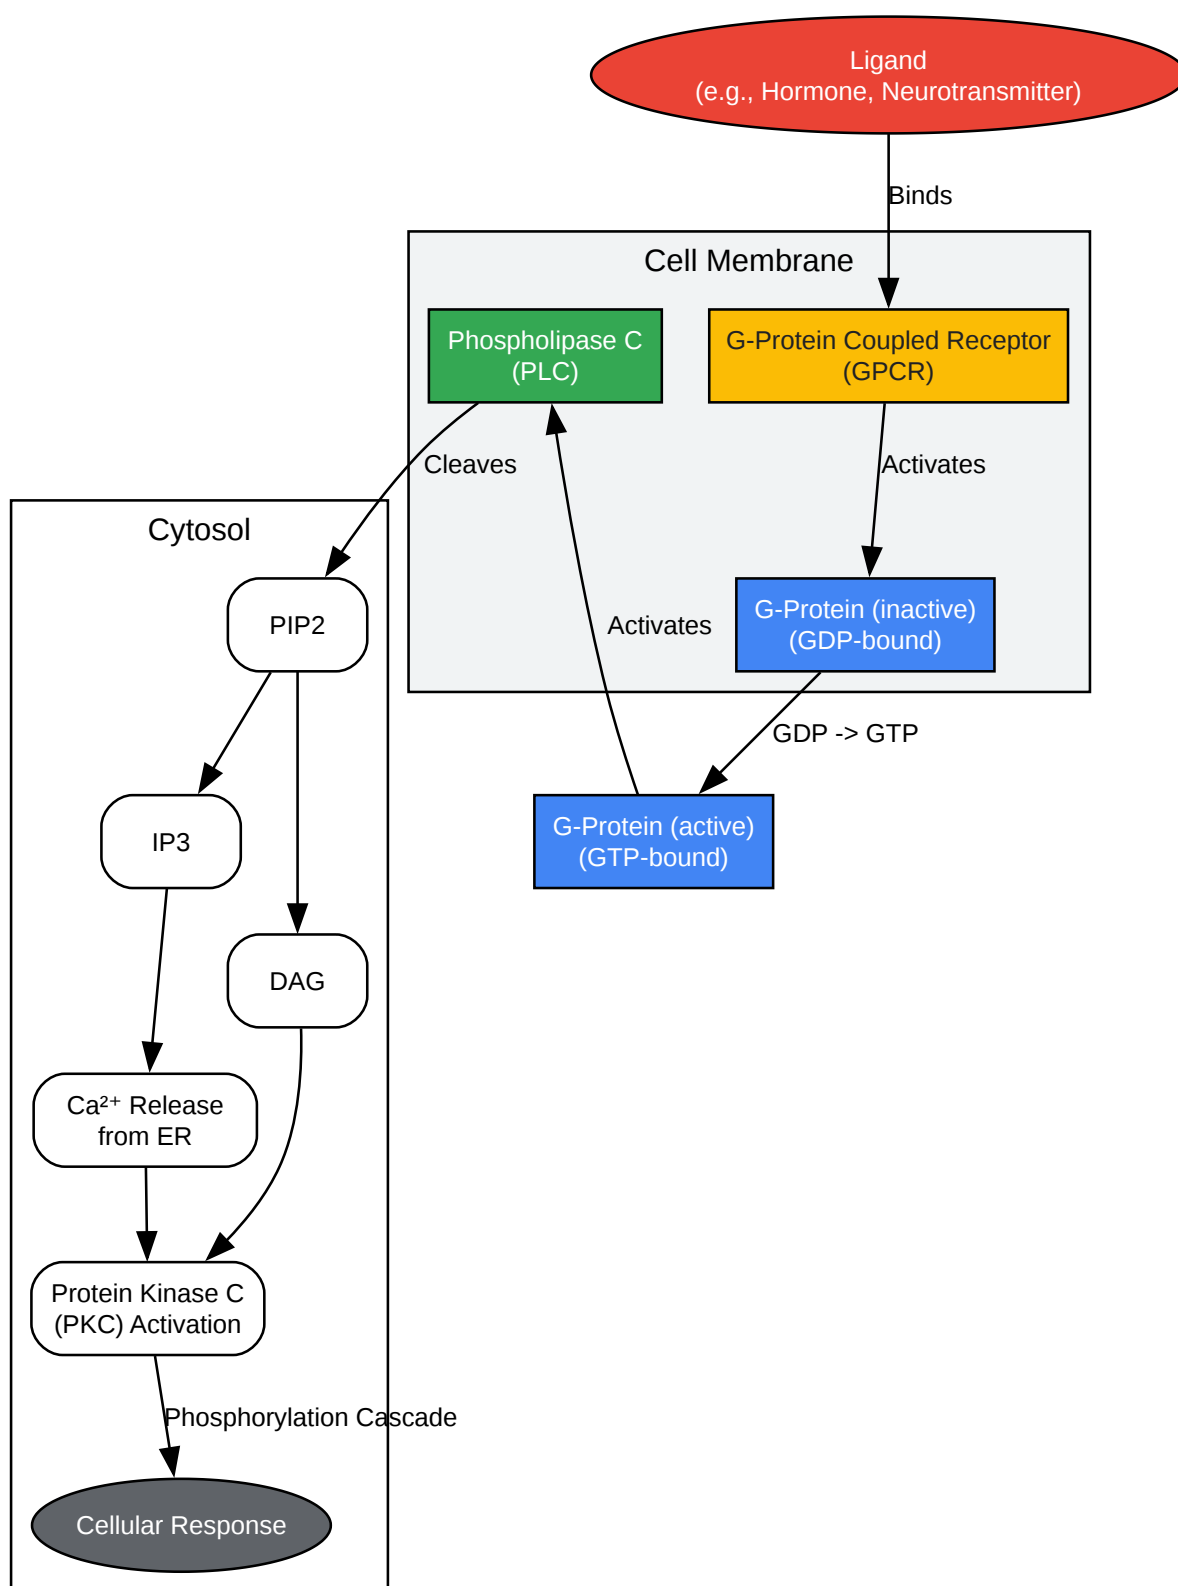 Ligand
(e.g., Hormone, Neurotransmitter)
Binds
Cell Membrane
Phospholipase C
(PLC)
G-Protein Coupled Receptor
(GPCR)
Cleaves
Activates
Cytosol
PIP2
Activates
G-Protein (inactive)
(GDP-bound)
GDP -> GTP
IP3
G-Protein (active)
(GTP-bound)
DAG
Ca²⁺ Release
from ER
Protein Kinase C
(PKC) Activation
Phosphorylation Cascade
Cellular Response